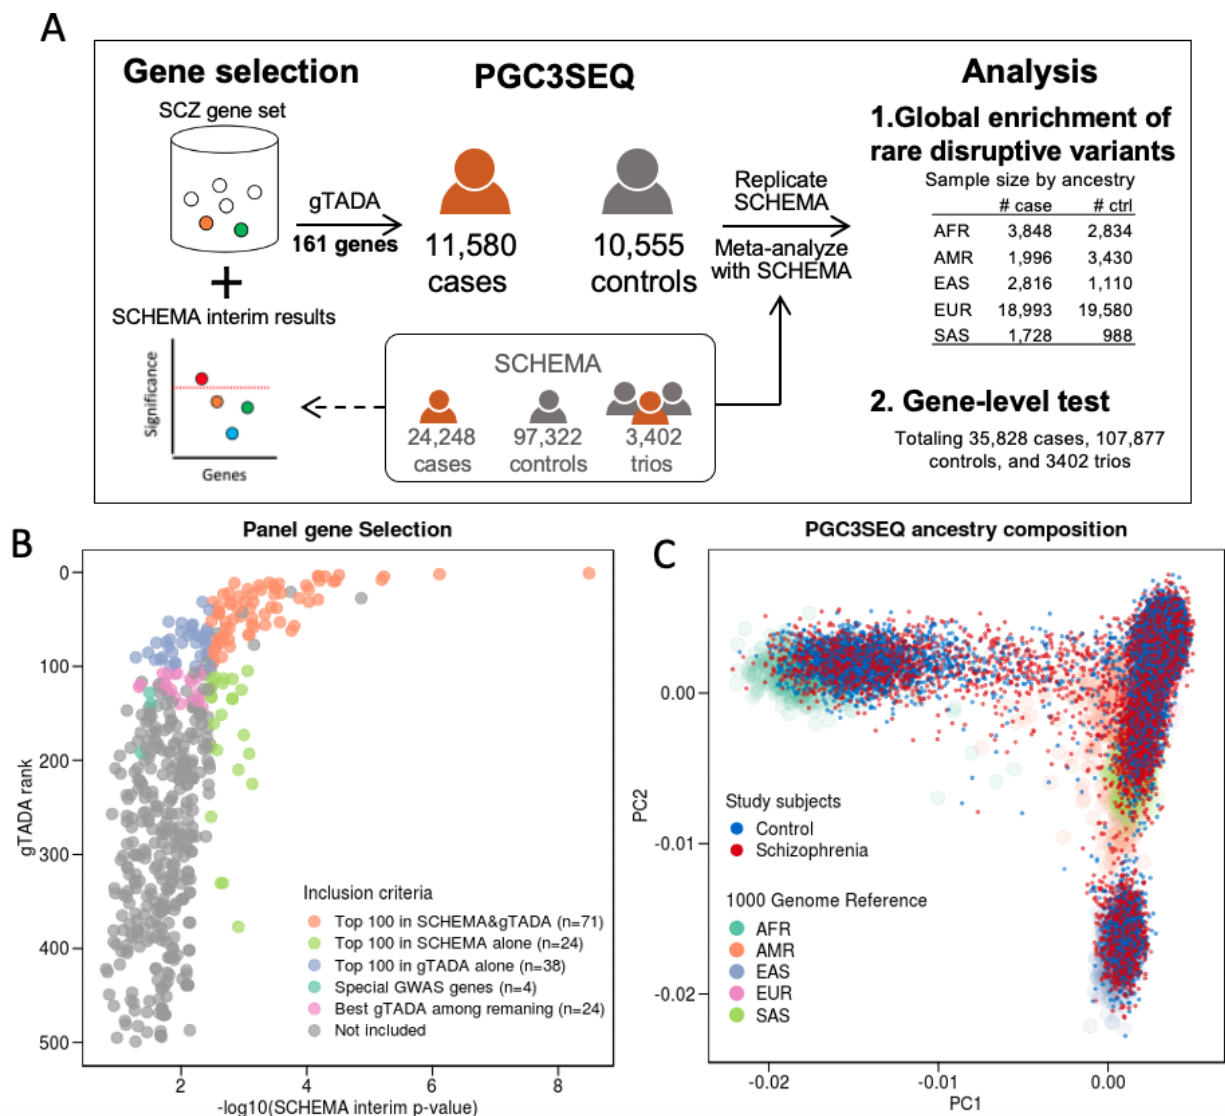 A
Gene selection
SCZ gene set
gTADA
161 genes
SCHEMA interim results
Significance
Genes
PGC3SEQ
11,580
cases
10,555
controls
Replicate
SCHEMA
Meta-analyze
with SCHEMA
SCHEMA
24,248
cases
97,322
controls
3,402
trios
Analysis
1.Global enrichment of
rare disruptive variants
Sample size by ancestry
# case # ctrl
AFR 3,848 2,834
AMR 1,996 3,430
EAS 2,816 1,110
EUR 18,993 19,580
SAS 1,728 988
2. Gene-level test
Totaling 35,828 cases, 107,877
controls, and 3402 trios
B
Panel gene Selection
gTADA rank
0
100
200
300
400
500
Inclusion criteria
Top 100 in SCHEMA&gTADA (n=71)
Top 100 in SCHEMA alone (n=24)
Top 100 in gTADA alone (n=38)
Special GWAS genes (n=4)
Best gTADA among remaning (n=24)
Not included
2 4 6 8
-log10(SCHEMA interim p-value)
C
PGC3SEQ ancestry composition
PC2
0.00
-0.01
-0.02
Study subjects
Control
Schizophrenia
1000 Genome Reference
AFR
AMR
EAS
EUR
SAS
-0.02 -0.01 0.00
PC1